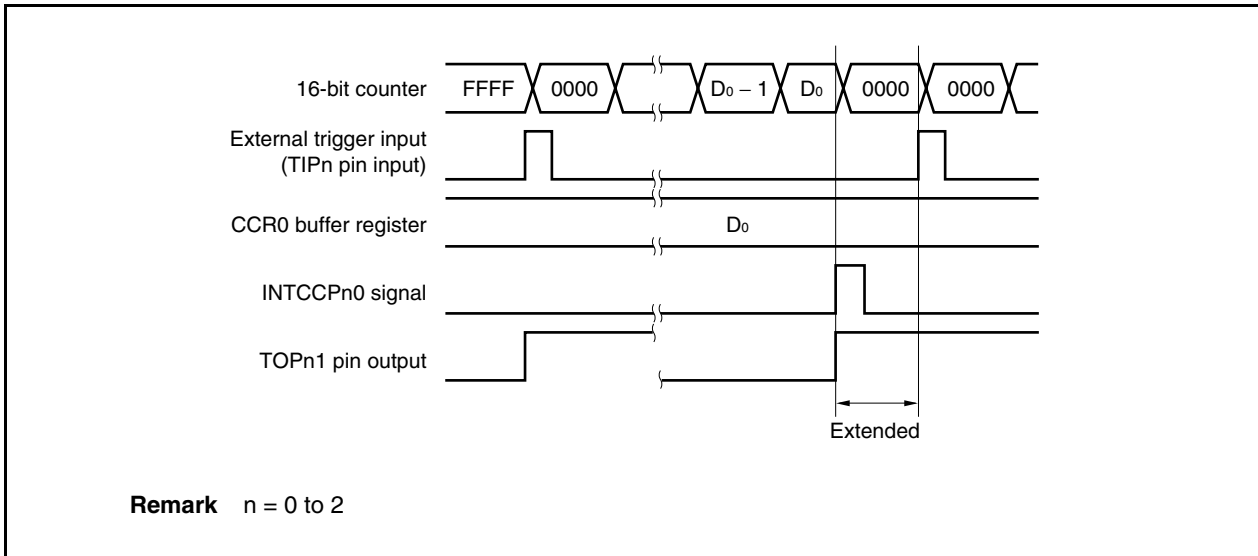 16-bit counter FFFF 0000 D₀ − 1 D₀ 0000 0000
External trigger input
(TIPn pin input)
CCR0 buffer register D₀
INTCCPn0 signal
TOPn1 pin output
Extended
Remark n = 0 to 2